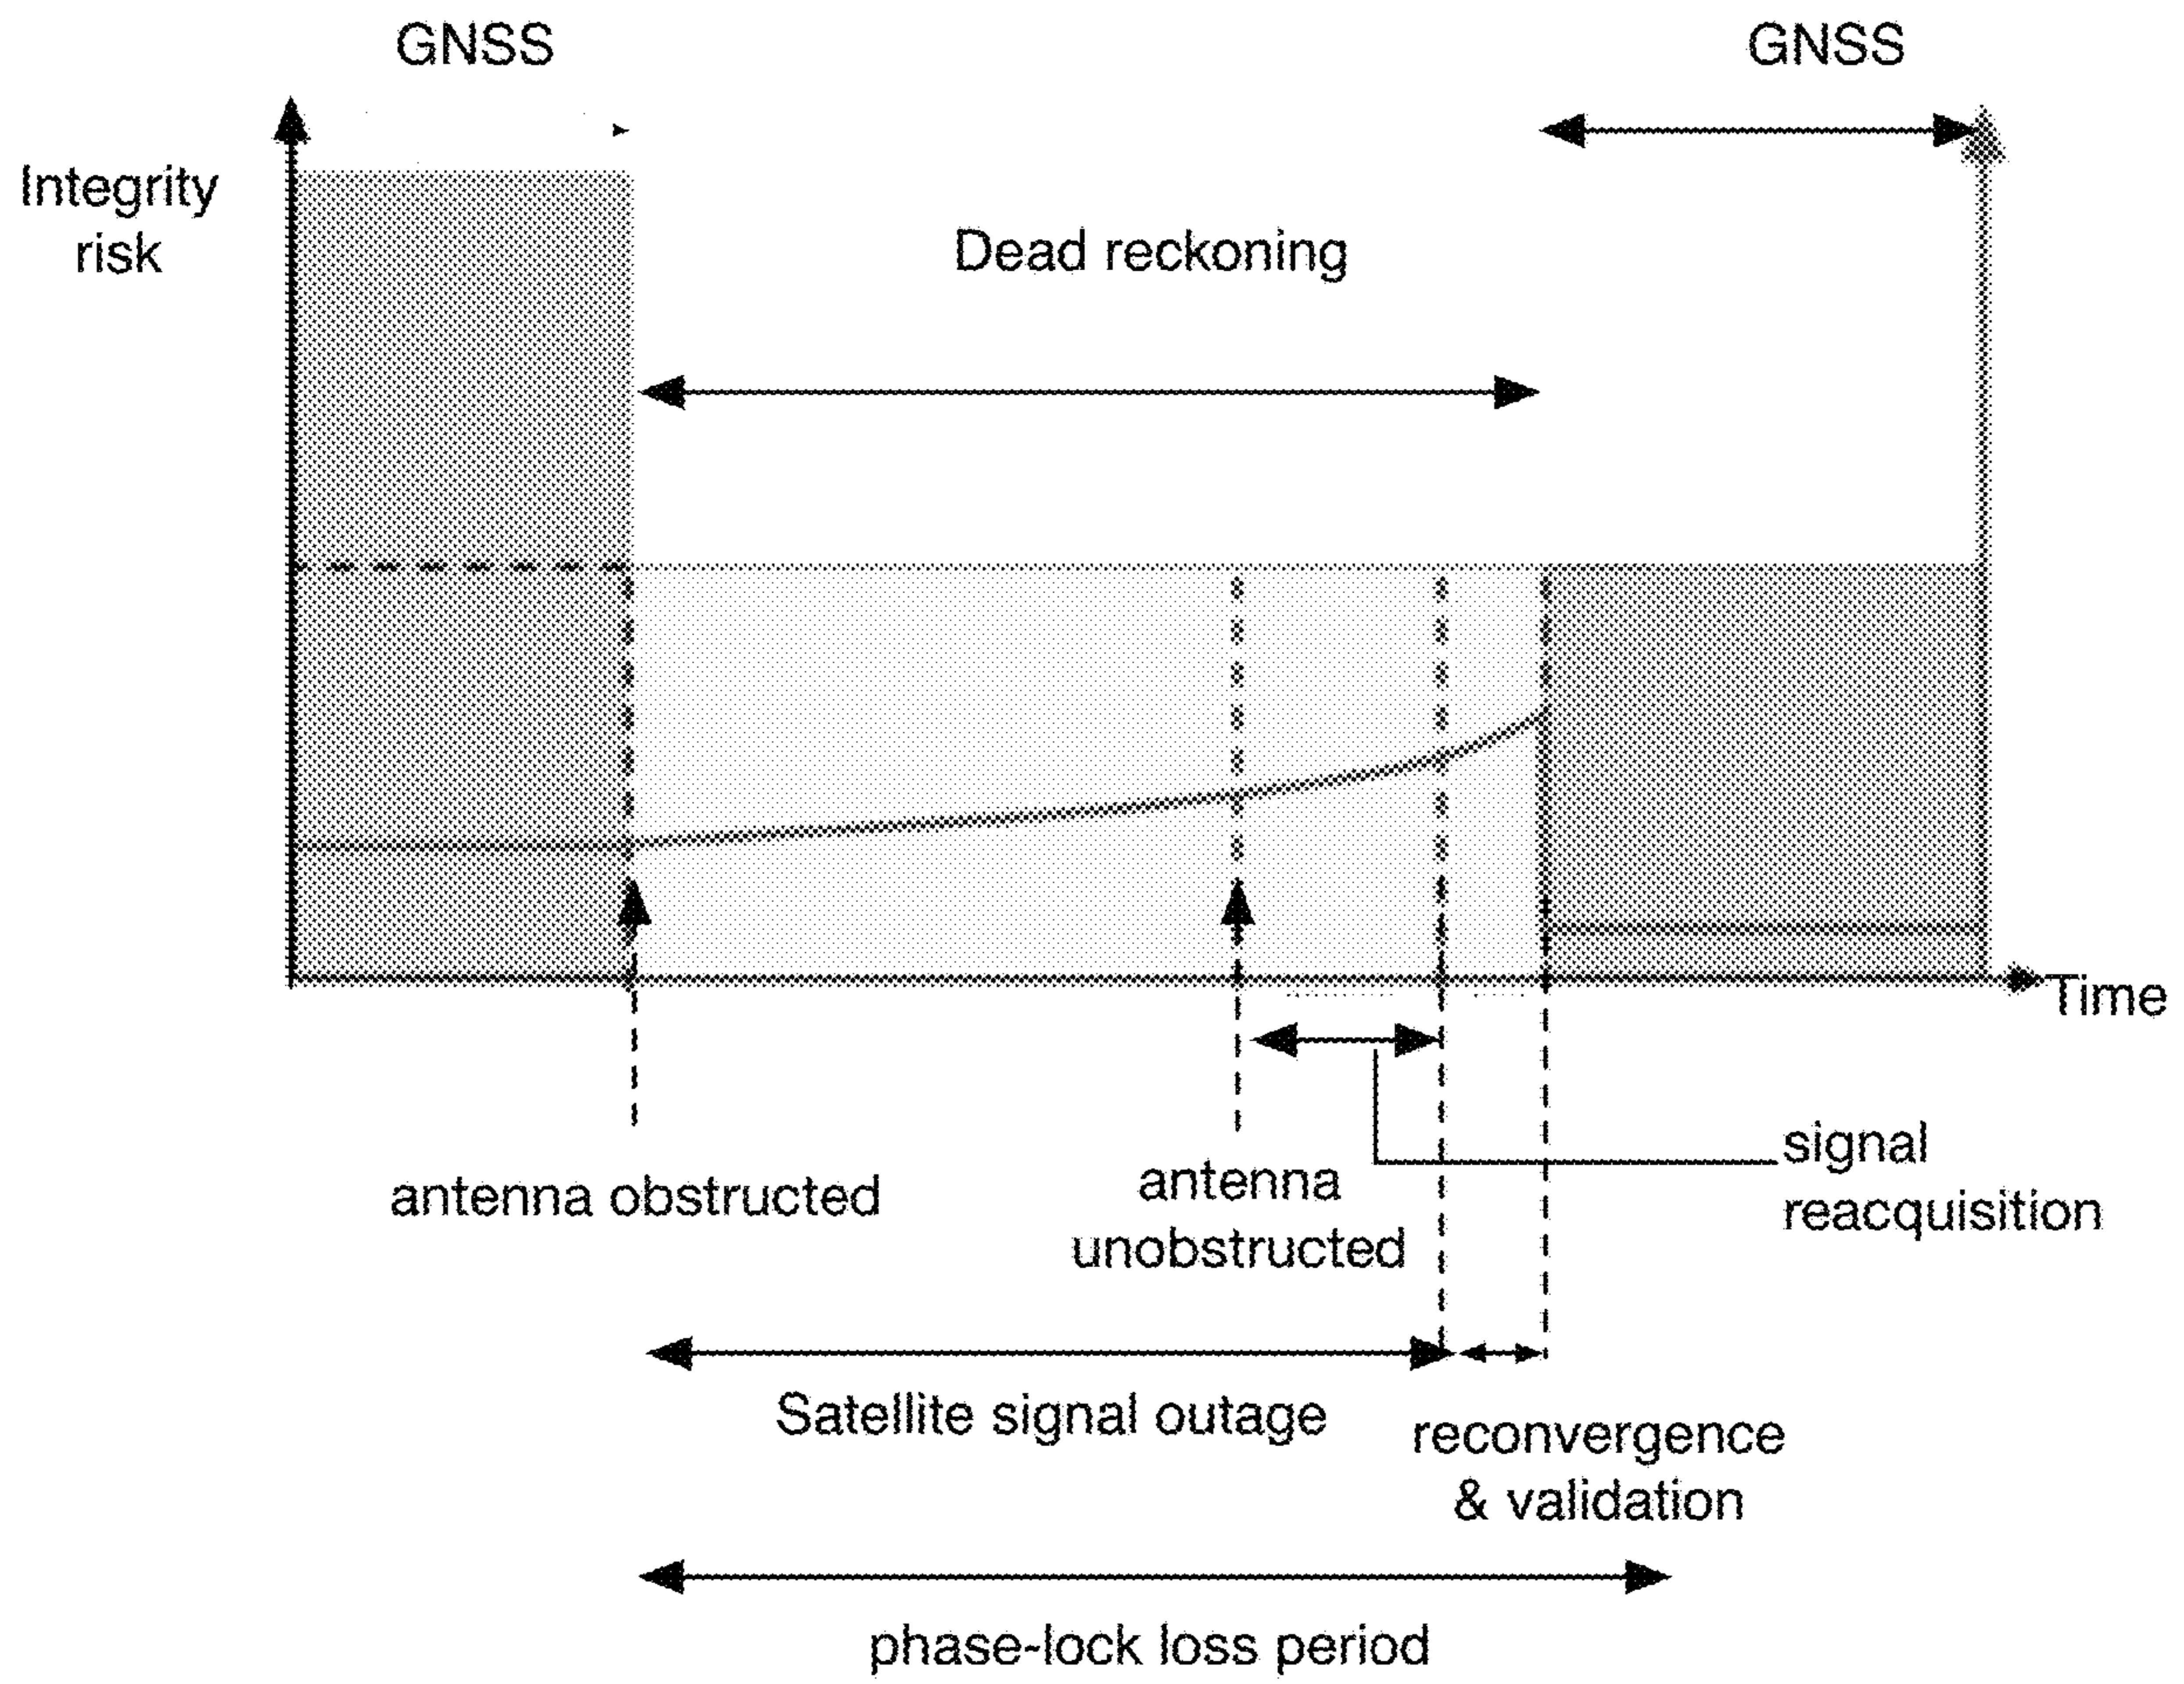 GNSS
GNSS
Integrity
risk
Dead reckoning
Time
signal
reacquisition
antenna obstructed
antenna
unobstructed
Satellite signal outage
reconvergence
& validation
phase-lock loss period